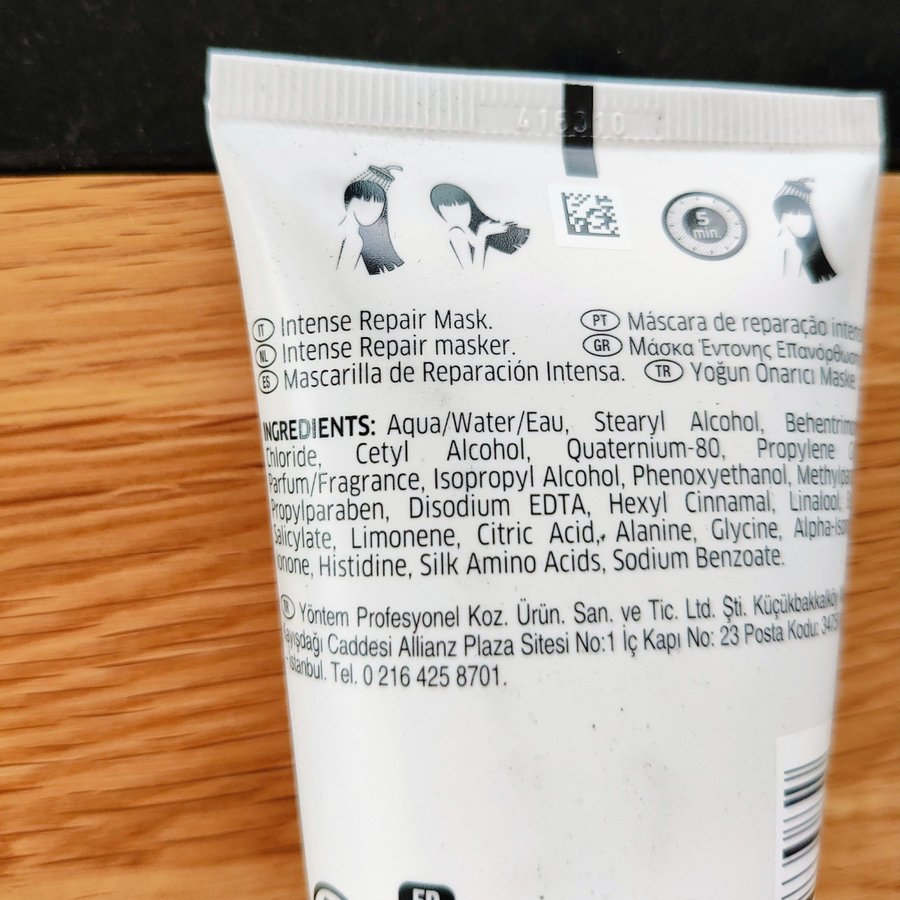 416300
5
min.
IT Intense Repair Mask.
NL Intense Repair masker.
ES Mascarilla de Reparación Intensa.
PT Máscara de reparação
GR Μάσκα Έντονης
TR Yoğun Onarıcı Maske
INGREDIENTS: Aqua/Water/Eau, Stearyl Alcohol,
Chloride, Cetyl Alcohol, Quaternium-80, Propylene
Parfum/Fragrance, Isopropyl Alcohol, Phenoxyethanol,
Propylparaben, Disodium EDTA, Hexyl Cinnamal, Linalool,
Salicylate, Limonene, Citric Acid, Alanine, Glycine,
Ionone, Histidine, Silk Amino Acids, Sodium Benzoate.
Yöntem Profesyonel Koz. Ürün. San. ve Tic. Ltd. Şti. Küçükbakkalköy
Kayışdağı Caddesi Allianz Plaza Sitesi No:1 İç Kapı No: 23 Posta Kodu:
İstanbul. Tel. 0 216 425 8701.